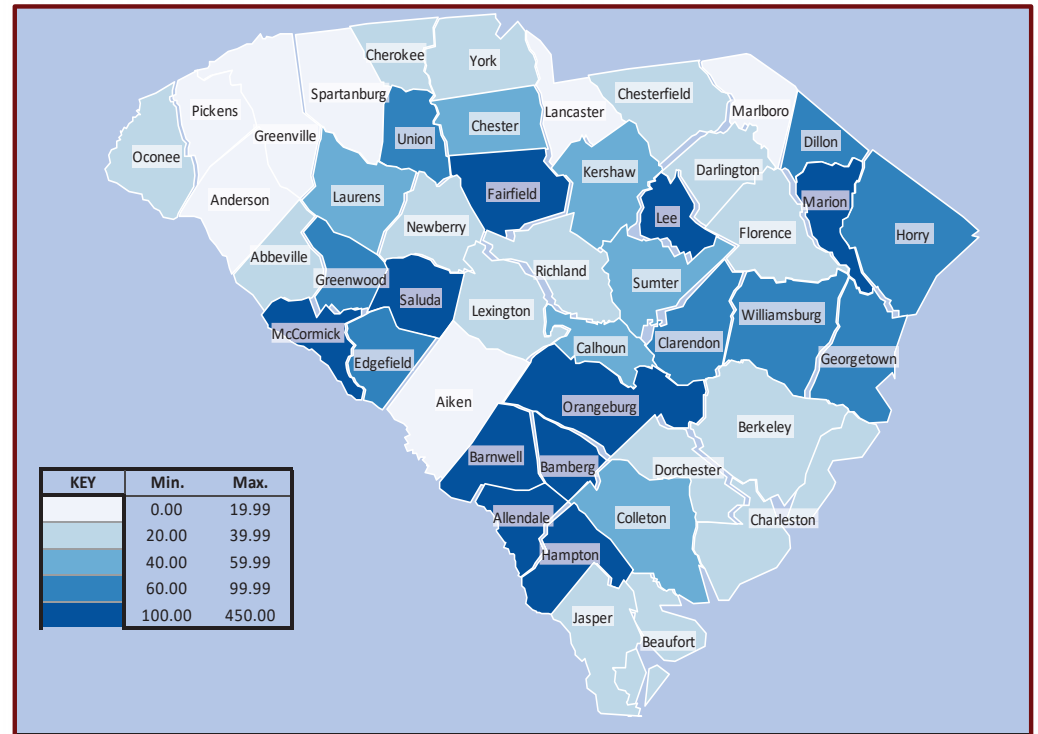 Cherokee
York
Spartanburg
Chesterfield
Pickens
Lancaster
Marlboro
Chester
Greenville
Union
Dillon
Oconee
Kershaw
Darlington
Fairfield
Laurens
Anderson
Marion
Lee
Newberry
Florence
Horry
Abbeville
Richland
Greenwood
Sumter
Saluda
Lexington
Williamsburg
McCormick
Clarendon
Calhoun
Edgefield
Georgetown
Aiken
Orangeburg
Berkeley
Barnwell
Bamberg
Dorchester
Allendale
Colleton
Charleston
Hampton
Jasper
Beaufort
KEY Min. Max.
0.00 19.99
20.00 39.99
40.00 59.99
60.00 99.99
100.00 450.00